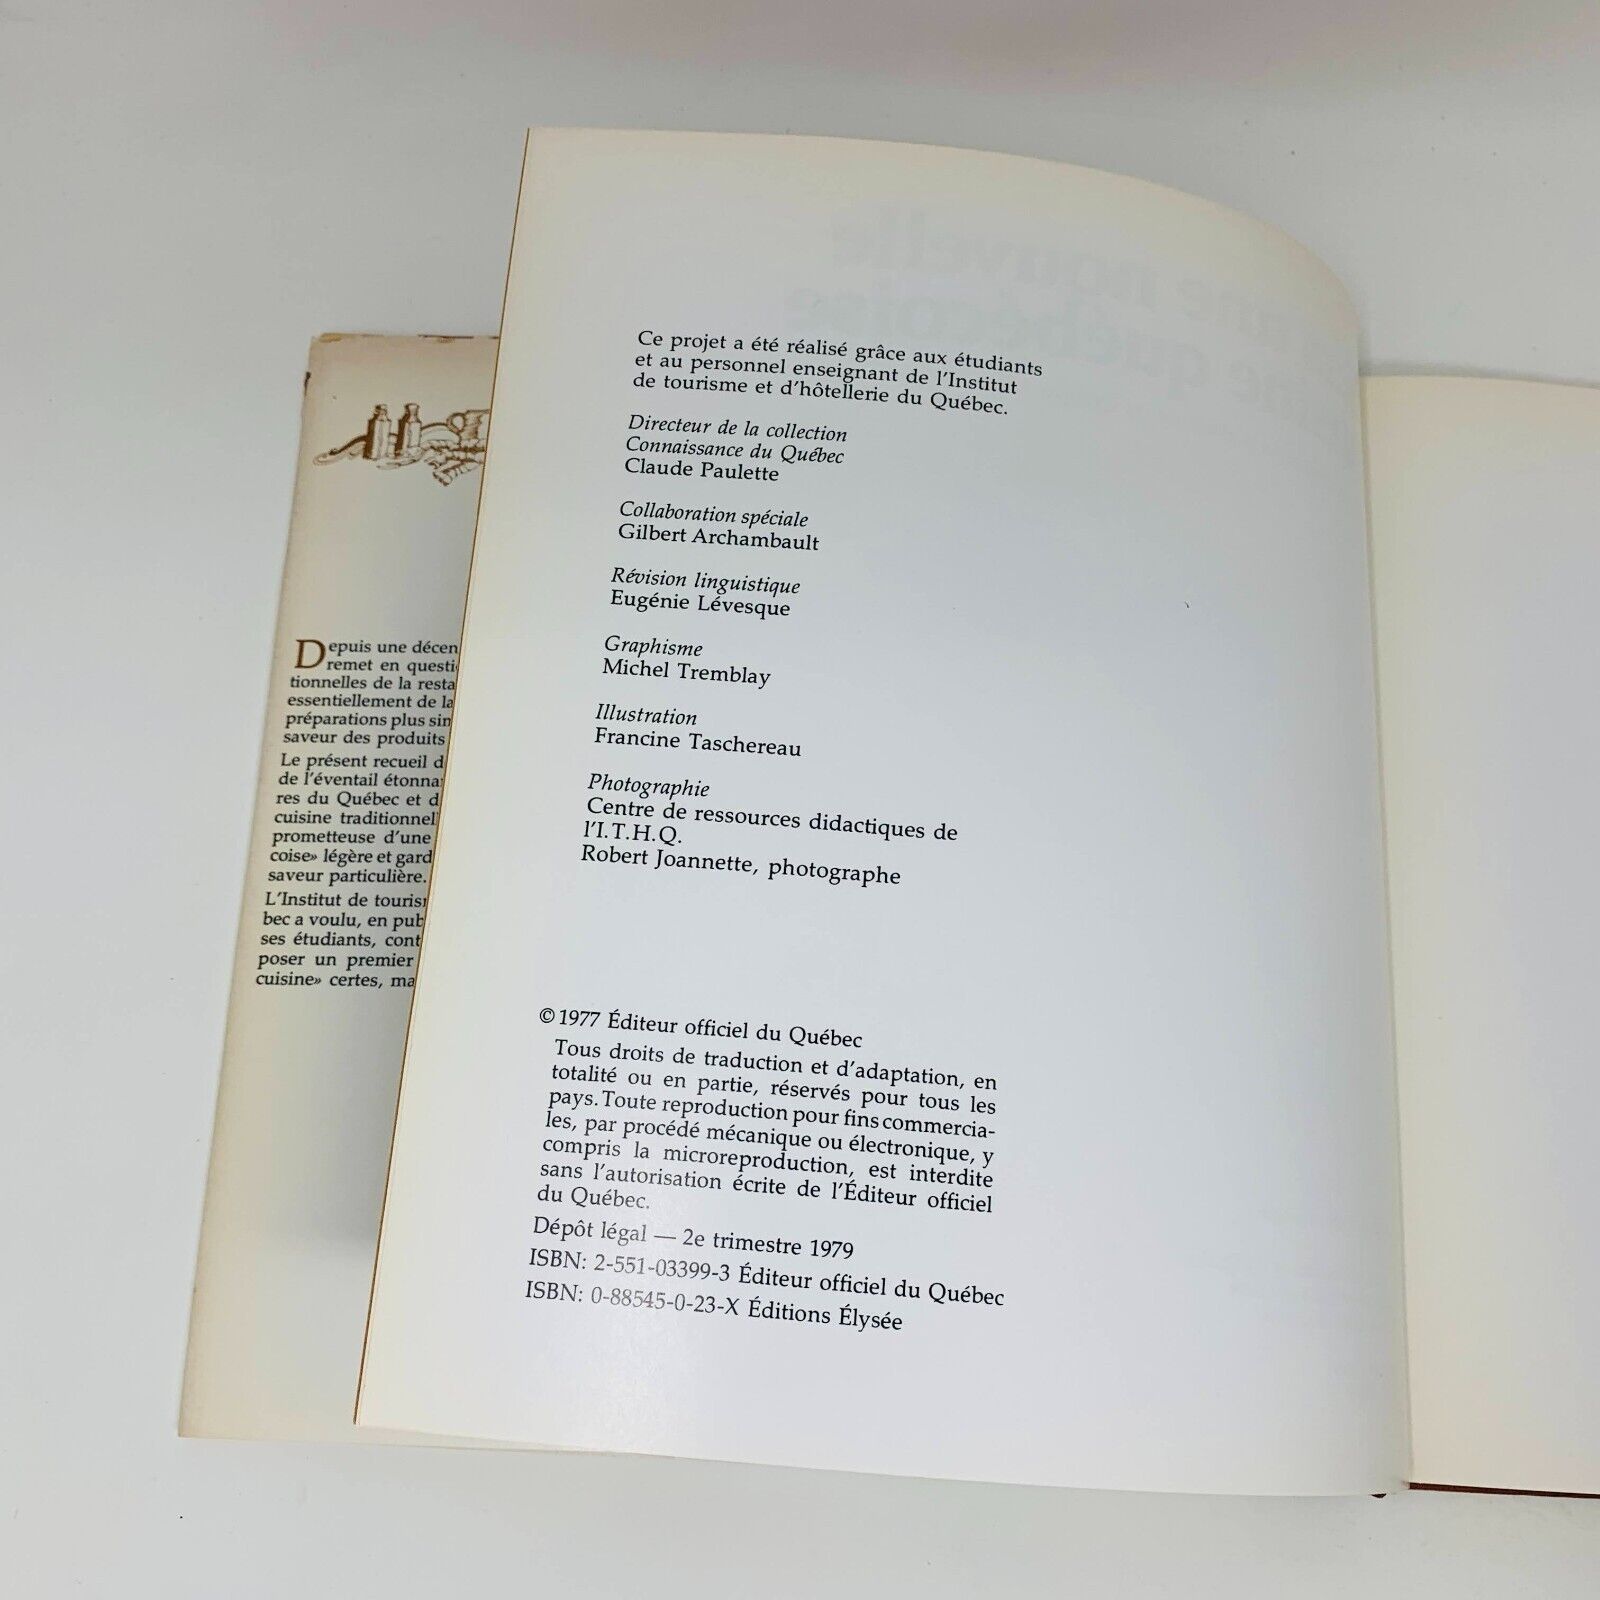 Ce projet a été réalisé grâce aux étudiants
et au personnel enseignant de l'Institut
de tourisme et d'hôtellerie du Québec.
Directeur de la collection
Connaissance du Québec
Claude Paulette
Collaboration spéciale
Gilbert Archambault
Révision linguistique
Eugénie Lévesque
Graphisme
Michel Tremblay
Illustration
Francine Taschereau
Photographie
Centre de ressources didactiques de
l'I.T.H.Q.
Robert Joannette, photographe
© 1977 Éditeur officiel du Québec
Tous droits de traduction et d'adaptation, en
totalité ou en partie, réservés pour tous les
pays. Toute reproduction pour fins commercia-
les, par procédé mécanique ou électronique, y
compris la microreproduction, est interdite
sans l'autorisation écrite de l'Éditeur officiel
du Québec.
Dépôt légal — 2e trimestre 1979
ISBN: 2-551-03399-3 Éditeur officiel du Québec
ISBN: 0-88545-0-23-X Éditions Élysée
Depuis une décen
remet en questi
tionnelles de la resta
essentiellement de la
préparations plus sim
saveur des produits
Le présent recueil d
de l'éventail étonna
res du Québec et d
cuisine traditionnel
prometteuse d'une
coise» légère et gard
saveur particulière.
L'Institut de touris
bec a voulu, en pub
ses étudiants, cont
poser un premier
cuisine» certes, ma